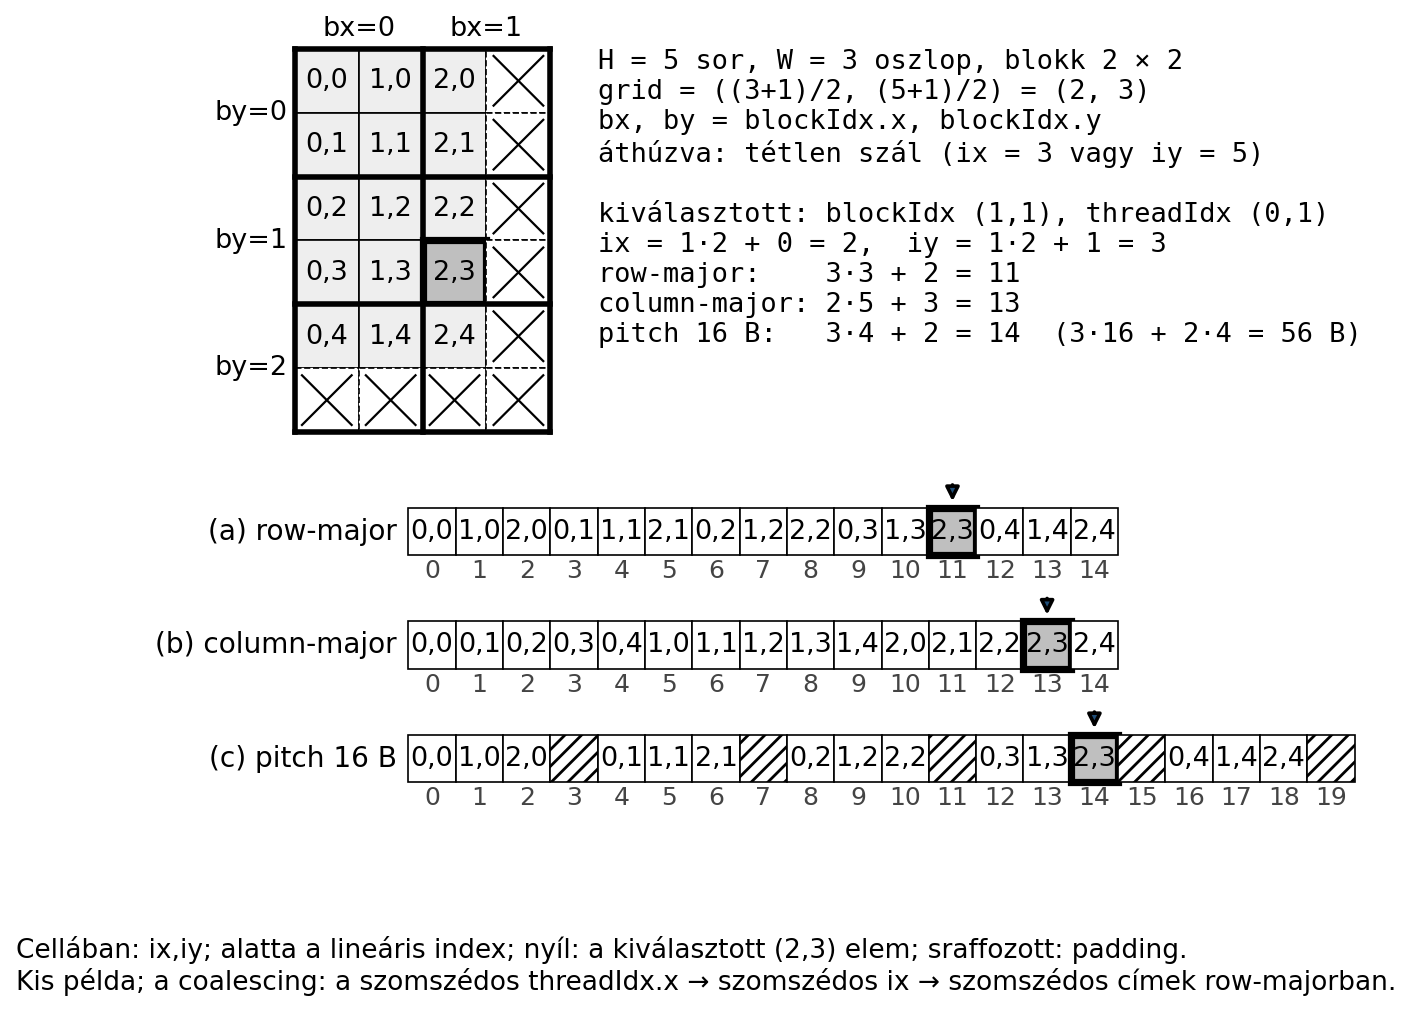 bx=0 bx=1
H = 5 sor, W = 3 oszlop, blokk 2 × 2
grid = ((3+1)/2, (5+1)/2) = (2, 3)
bx, by = blockIdx.x, blockIdx.y
áthúzva: tétlen szál (ix = 3 vagy iy = 5)
kiválasztott: blockIdx (1,1), threadIdx (0,1)
ix = 1·2 + 0 = 2,  iy = 1·2 + 1 = 3
row-major:    3·3 + 2 = 11
column-major: 2·5 + 3 = 13
pitch 16 B:   3·4 + 2 = 14  (3·16 + 2·4 = 56 B)
0,0 1,0 2,0
by=0
0,1 1,1 2,1
0,2 1,2 2,2
by=1
0,3 1,3 2,3
0,4 1,4 2,4
by=2
(a) row-major 0,0 1,0 2,0 0,1 1,1 2,1 0,2 1,2 2,2 0,3 1,3 2,3 0,4 1,4 2,4
0 1 2 3 4 5 6 7 8 9 10 11 12 13 14
(b) column-major 0,0 0,1 0,2 0,3 0,4 1,0 1,1 1,2 1,3 1,4 2,0 2,1 2,2 2,3 2,4
0 1 2 3 4 5 6 7 8 9 10 11 12 13 14
(c) pitch 16 B 0,0 1,0 2,0 0,1 1,1 2,1 0,2 1,2 2,2 0,3 1,3 2,3 0,4 1,4 2,4
0 1 2 3 4 5 6 7 8 9 10 11 12 13 14 15 16 17 18 19
Cellában: ix,iy; alatta a lineáris index; nyíl: a kiválasztott (2,3) elem; sraffozott: padding.
Kis példa; a coalescing: a szomszédos threadIdx.x → szomszédos ix → szomszédos címek row-majorban.